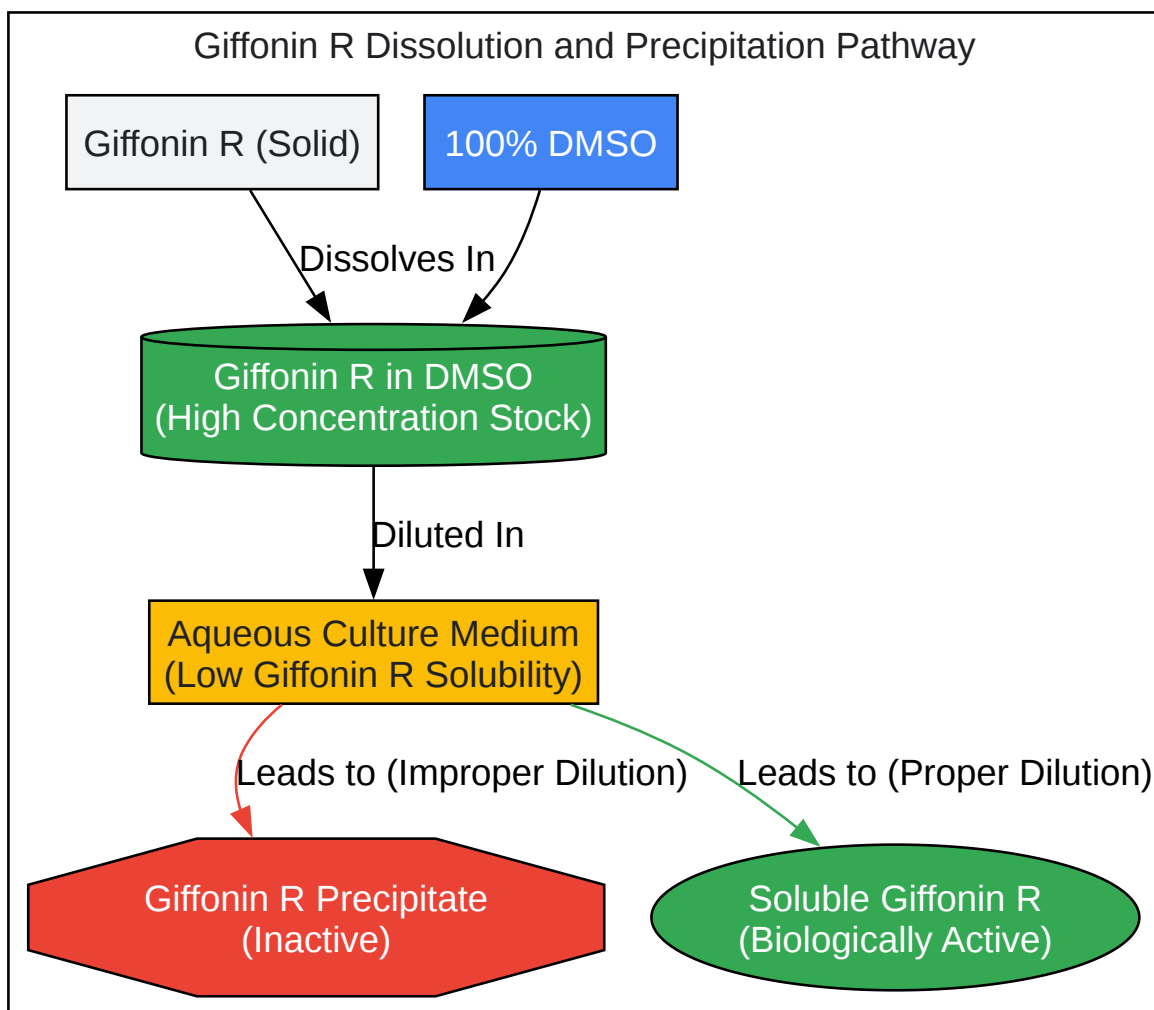 Giffonin R Dissolution and Precipitation Pathway
Giffonin R (Solid)
100% DMSO
Dissolves In
Giffonin R in DMSO
(High Concentration Stock)
Diluted In
Aqueous Culture Medium
(Low Giffonin R Solubility)
Leads to (Improper Dilution)
Leads to (Proper Dilution)
Giffonin R Precipitate
(Inactive)
Soluble Giffonin R
(Biologically Active)